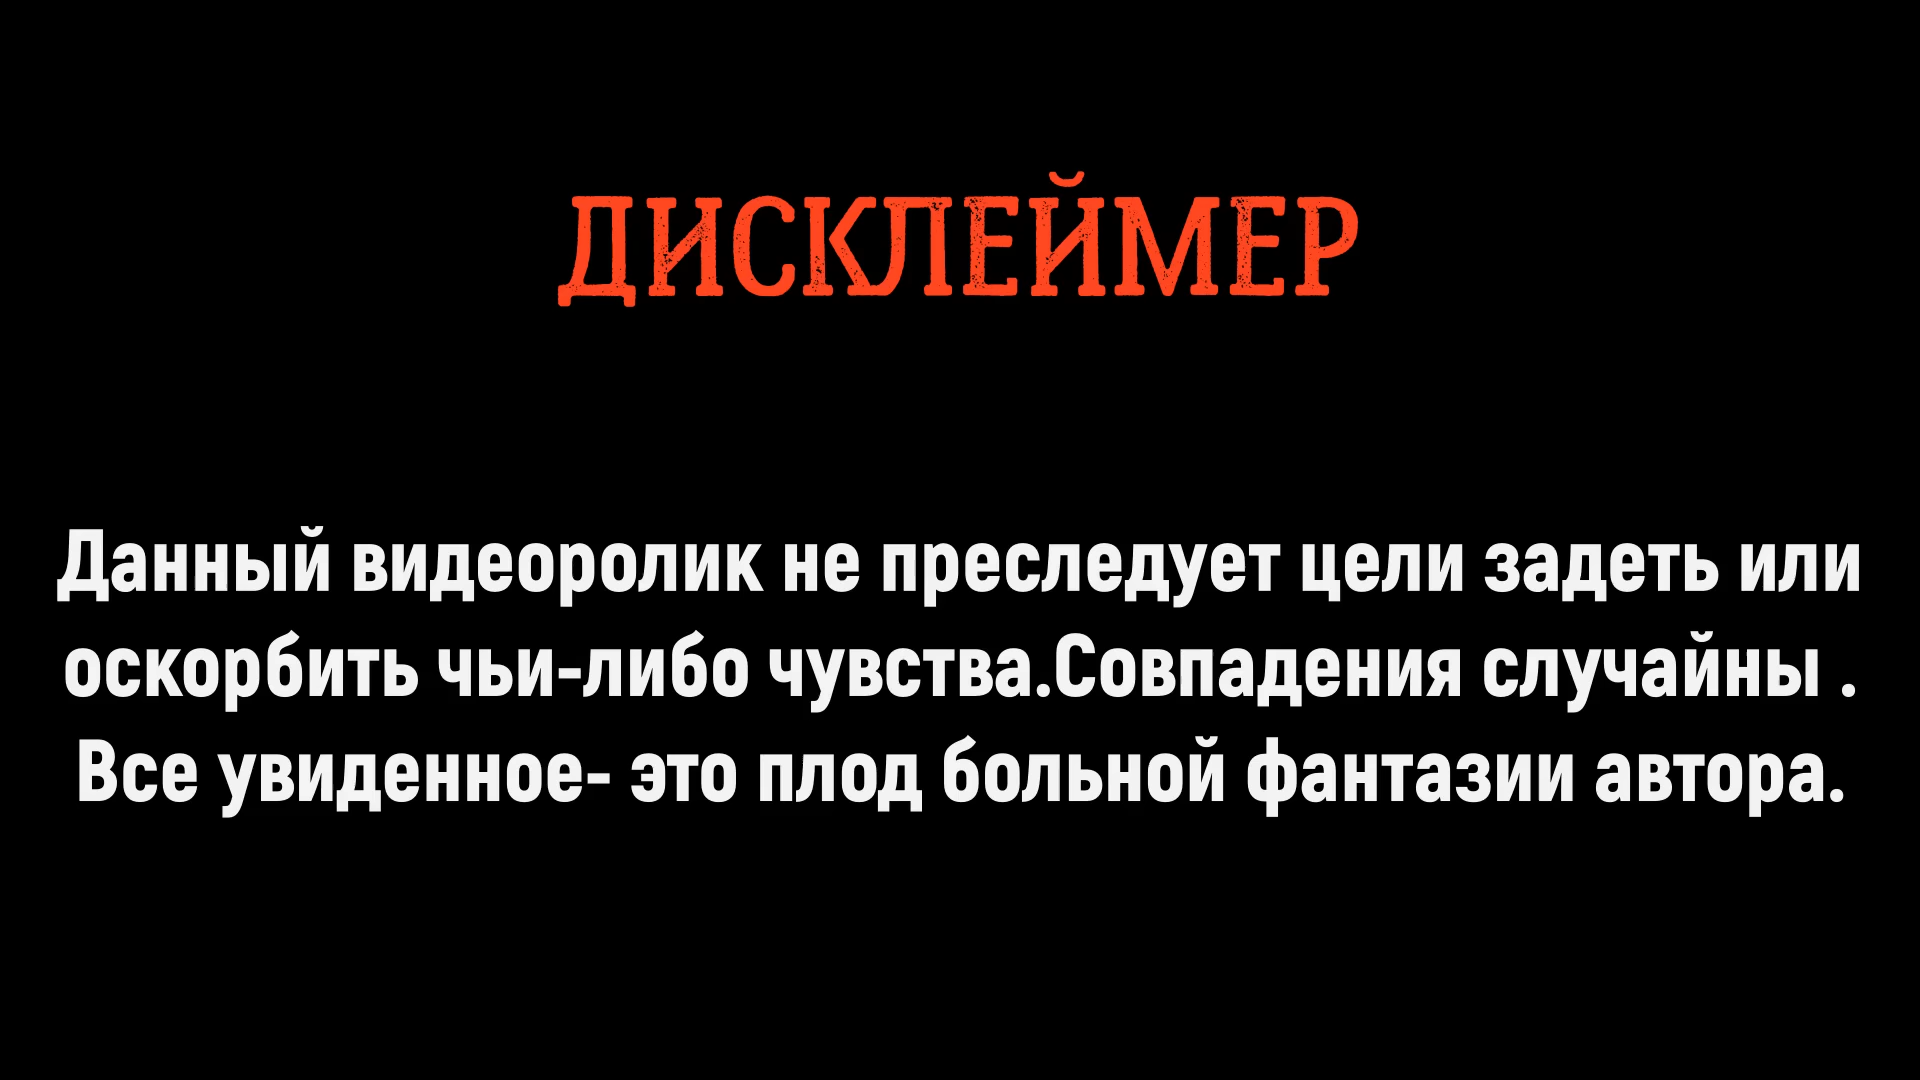 ДИСКЛЕЙМЕР
Данный видеоролик не преследует цели задеть или
оскорбить чьи-либо чувства.Совпадения случайны .
Все увиденное- это плод больной фантазии автора.